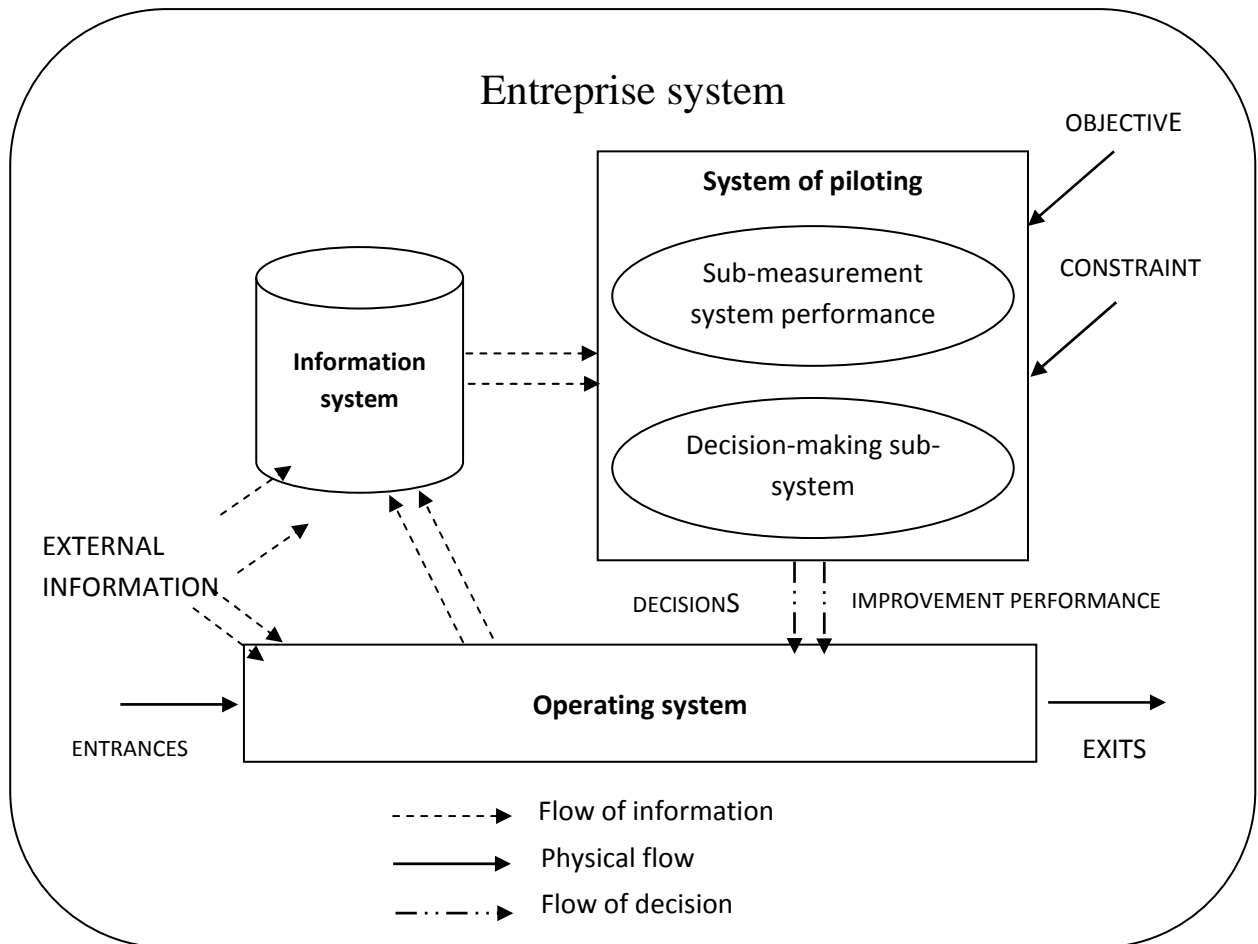 Entreprise system
OBJECTIVE
System of piloting
Sub-measurement
system performance
CONSTRAINT
Information
system
Decision-making sub-
system
EXTERNAL
INFORMATION
DECISIONS
IMPROVEMENT PERFORMANCE
Operating system
ENTRANCES
EXITS
Flow of information
Physical flow
Flow of decision